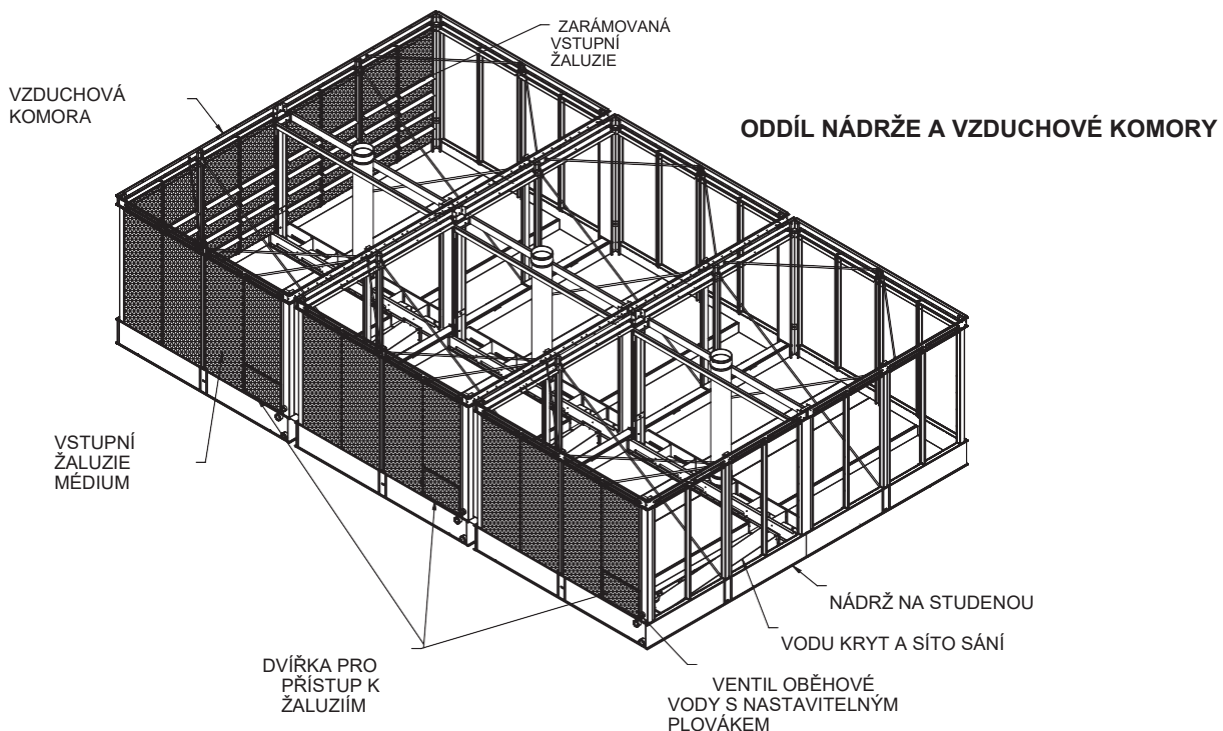 ZARÁMOVANÁ
VSTUPNÍ
ŽALUZIE
VZDUCHOVÁ
KOMORA
ODDÍL NÁDRŽE A VZDUCHOVÉ KOMORY
VSTUPNÍ
ŽALUZIE
MÉDIUM
NÁDRŽ NA STUDENOU
VODU KRYT A SÍTO SÁNÍ
DVÍŘKA PRO
PŘÍSTUP K
ŽALUZIÍM
VENTIL OBĚHOVÉ
VODY S NASTAVITELNÝM
PLOVÁKEM